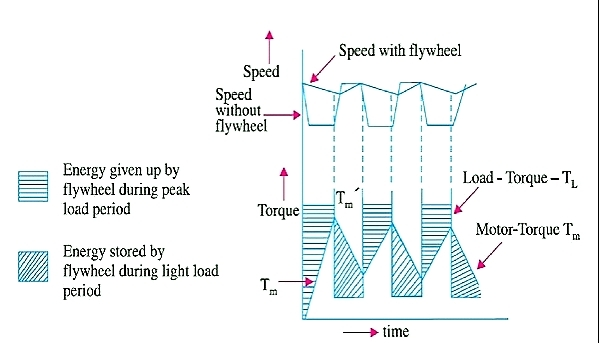 Speed with flywheel
Speed
Speed
without
flywheel
Energy given up by
flywheel during peak
load period
Load - Torque – TL
Tm´
Torque
Motor-Torque Tm
Energy stored by
flywheel during light load
period
Tm
time